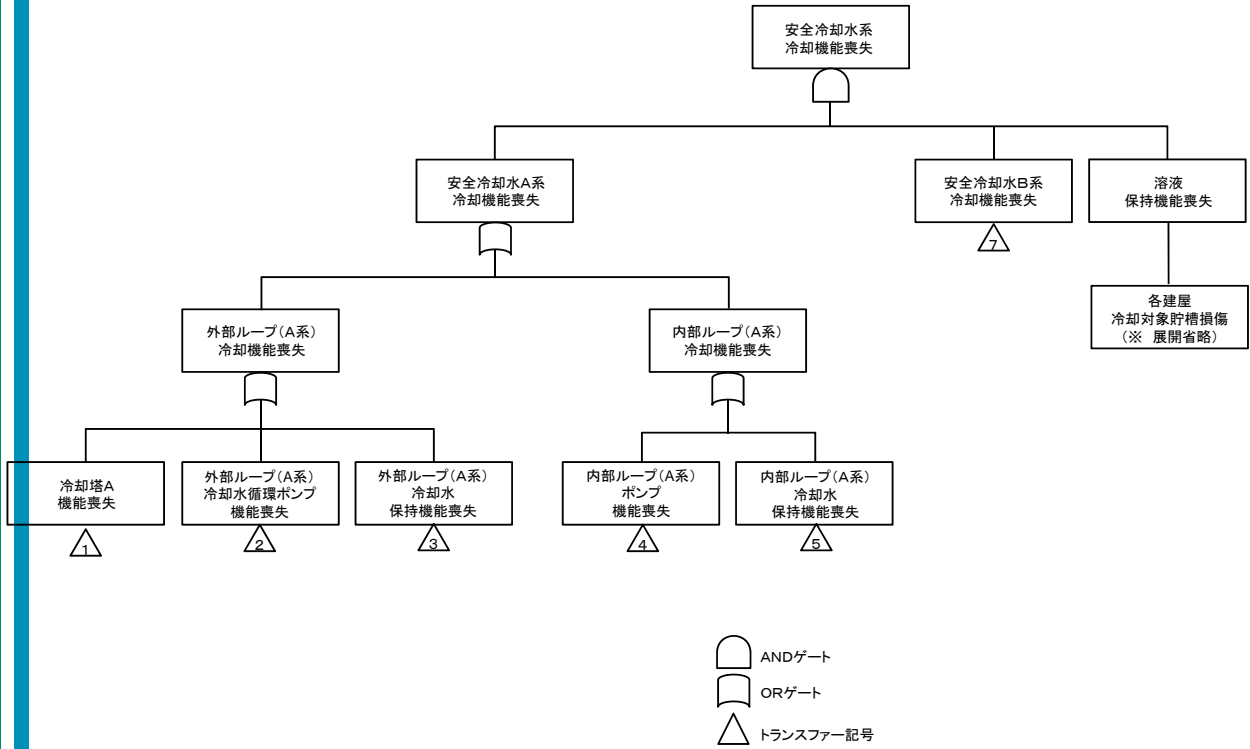 安全冷却水系
冷却機能喪失
安全冷却水A系
冷却機能喪失
安全冷却水B系
冷却機能喪失
7
溶液
保持機能喪失
各建屋
冷却対象貯槽損傷
(※ 展開省略)
外部ループ(A系)
冷却機能喪失
内部ループ(A系)
冷却機能喪失
冷却塔A
機能喪失
1
外部ループ(A系)
冷却水循環ポンプ
機能喪失
2
外部ループ(A系)
冷却水
保持機能喪失
3
内部ループ(A系)
ポンプ
機能喪失
4
内部ループ(A系)
冷却水
保持機能喪失
5
ANDゲート
ORゲート
トランスファー記号